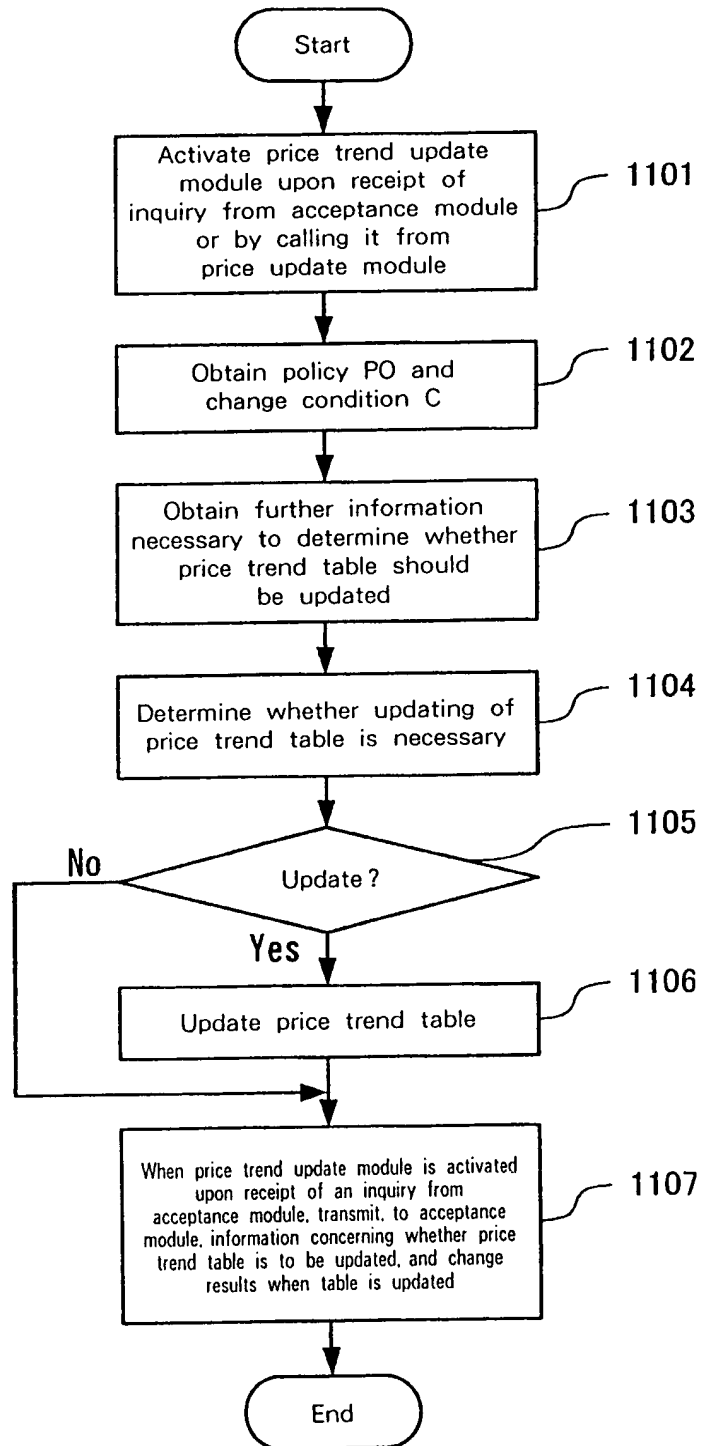 Start
Activate price trend update
module upon receipt of
inquiry from acceptance module
or by calling it from
price update module
1101
Obtain policy PO and
change condition C
1102
Obtain further information
necessary to determine whether
price trend table should
be updated
1103
Determine whether updating of
price trend table is necessary
1104
Update?
1105
No
Yes
Update price trend table
1106
When price trend update module is activated
upon receipt of an inquiry from
acceptance module, transmit, to acceptance
module, information concerning whether price
trend table is to be updated, and change
results when table is updated
1107
End